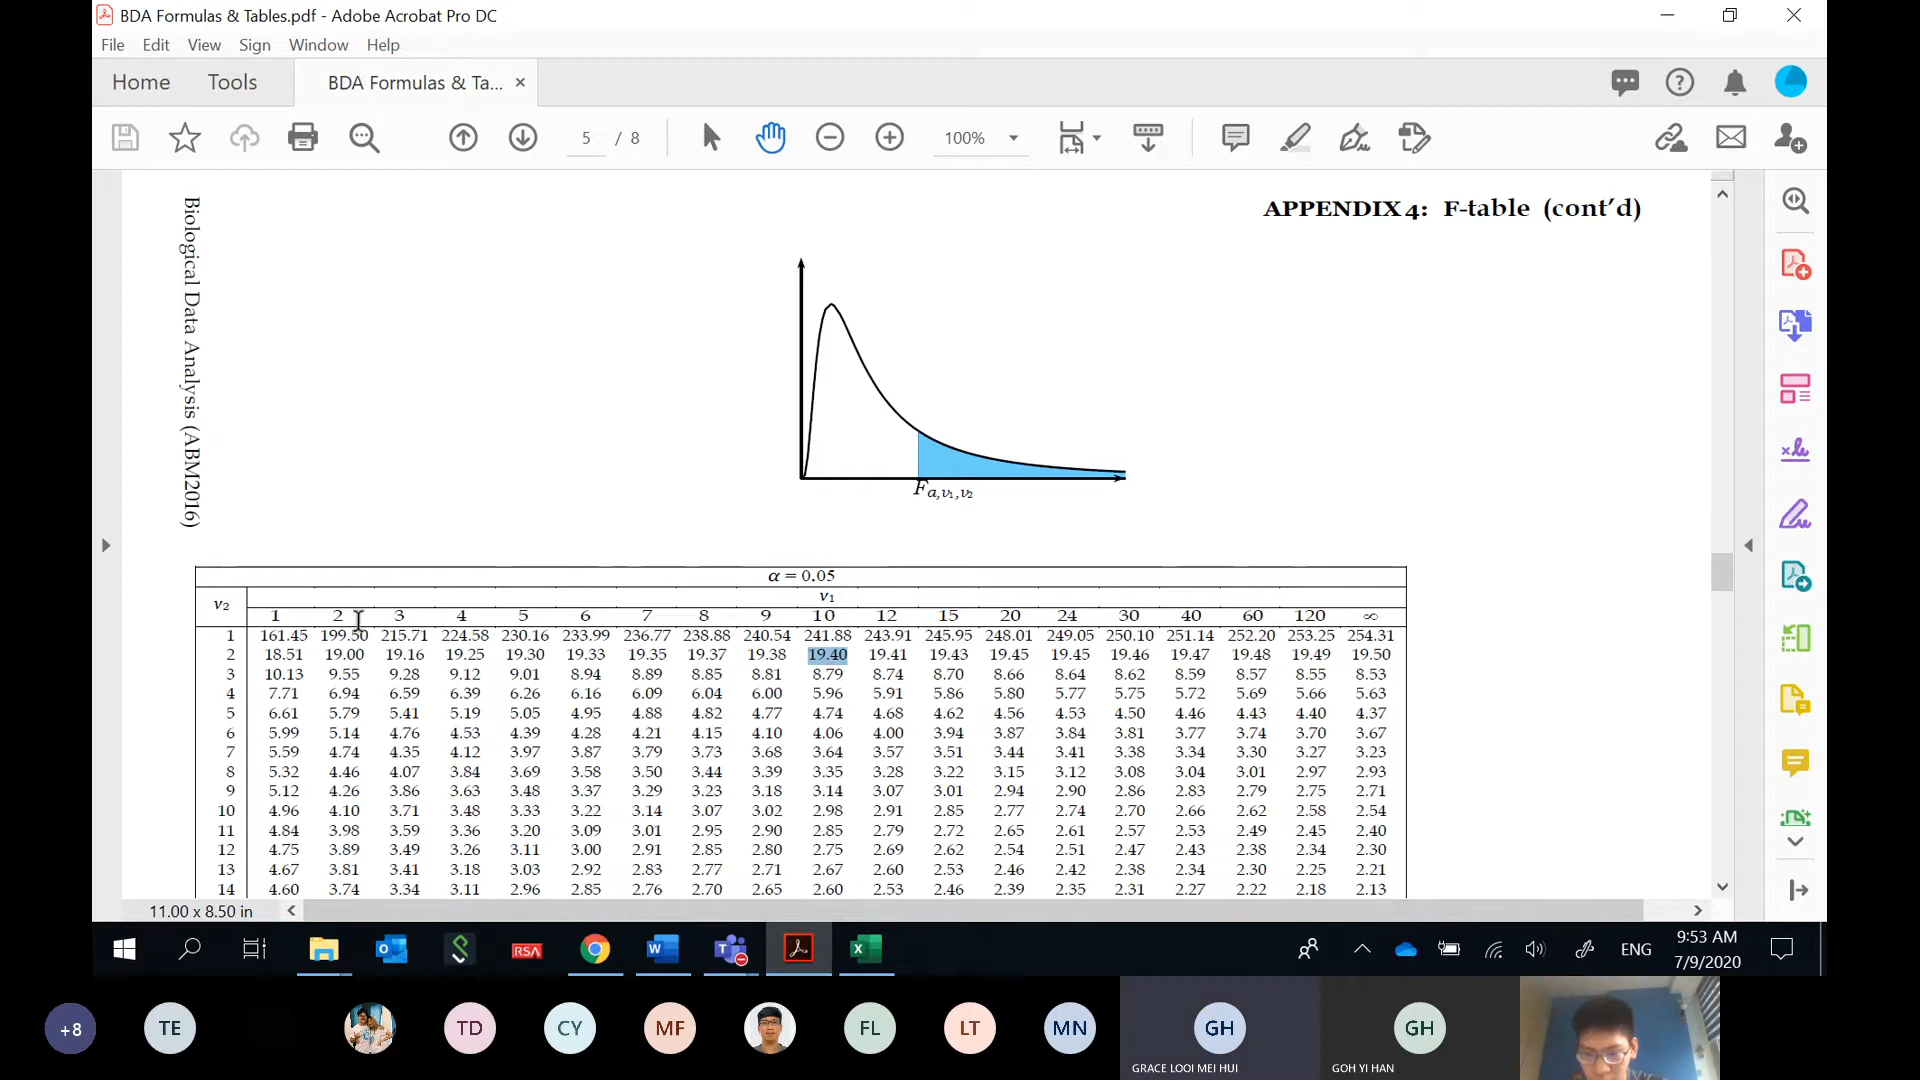 BDA Formulas & Tables.pdf - Adobe Acrobat Pro DC
File Edit View Sign Window Help
Home Tools BDA Formulas & Ta... ×
5 / 8 100%
Biological Data Analysis (ABM2016)
APPENDIX 4: F-table (cont'd)
Fα,ν₁,ν₂
α = 0.05
ν₂ ν₁
1 2 3 4 5 6 7 8 9 10 12 15 20 24 30 40 60 120 ∞
1 161.45 199.50 215.71 224.58 230.16 233.99 236.77 238.88 240.54 241.88 243.91 245.95 248.01 249.05 250.10 251.14 252.20 253.25 254.31
2 18.51 19.00 19.16 19.25 19.30 19.33 19.35 19.37 19.38 19.40 19.41 19.43 19.45 19.45 19.46 19.47 19.48 19.49 19.50
3 10.13 9.55 9.28 9.12 9.01 8.94 8.89 8.85 8.81 8.79 8.74 8.70 8.66 8.64 8.62 8.59 8.57 8.55 8.53
4 7.71 6.94 6.59 6.39 6.26 6.16 6.09 6.04 6.00 5.96 5.91 5.86 5.80 5.77 5.75 5.72 5.69 5.66 5.63
5 6.61 5.79 5.41 5.19 5.05 4.95 4.88 4.82 4.77 4.74 4.68 4.62 4.56 4.53 4.50 4.46 4.43 4.40 4.37
6 5.99 5.14 4.76 4.53 4.39 4.28 4.21 4.15 4.10 4.06 4.00 3.94 3.87 3.84 3.81 3.77 3.74 3.70 3.67
7 5.59 4.74 4.35 4.12 3.97 3.87 3.79 3.73 3.68 3.64 3.57 3.51 3.44 3.41 3.38 3.34 3.30 3.27 3.23
8 5.32 4.46 4.07 3.84 3.69 3.58 3.50 3.44 3.39 3.35 3.28 3.22 3.15 3.12 3.08 3.04 3.01 2.97 2.93
9 5.12 4.26 3.86 3.63 3.48 3.37 3.29 3.23 3.18 3.14 3.07 3.01 2.94 2.90 2.86 2.83 2.79 2.75 2.71
10 4.96 4.10 3.71 3.48 3.33 3.22 3.14 3.07 3.02 2.98 2.91 2.85 2.77 2.74 2.70 2.66 2.62 2.58 2.54
11 4.84 3.98 3.59 3.36 3.20 3.09 3.01 2.95 2.90 2.85 2.79 2.72 2.65 2.61 2.57 2.53 2.49 2.45 2.40
12 4.75 3.89 3.49 3.26 3.11 3.00 2.91 2.85 2.80 2.75 2.69 2.62 2.54 2.51 2.47 2.43 2.38 2.34 2.30
13 4.67 3.81 3.41 3.18 3.03 2.92 2.83 2.77 2.71 2.67 2.60 2.53 2.46 2.42 2.38 2.34 2.30 2.25 2.21
14 4.60 3.74 3.34 3.11 2.96 2.85 2.76 2.70 2.65 2.60 2.53 2.46 2.39 2.35 2.31 2.27 2.22 2.18 2.13
11.00 x 8.50 in
RSA ENG 9:53 AM
7/9/2020
+8 TE TD CY MF FL LT MN GH GH
GRACE LOOI MEI HUI GOH YI HAN